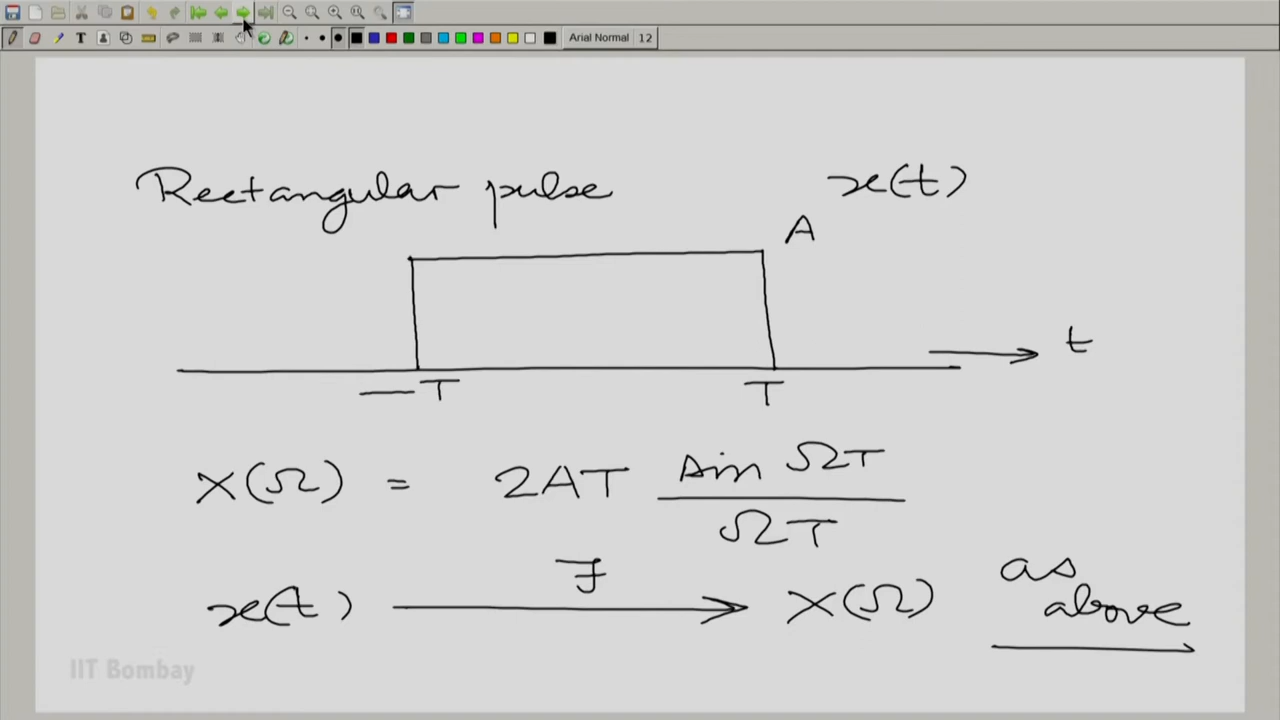 Arial Normal 12
Rectangular pulse x(t)
A
t
-T T
X(Ω) = 2AT sin ΩT / ΩT
F
x(t) → X(Ω) as above
IIT Bombay